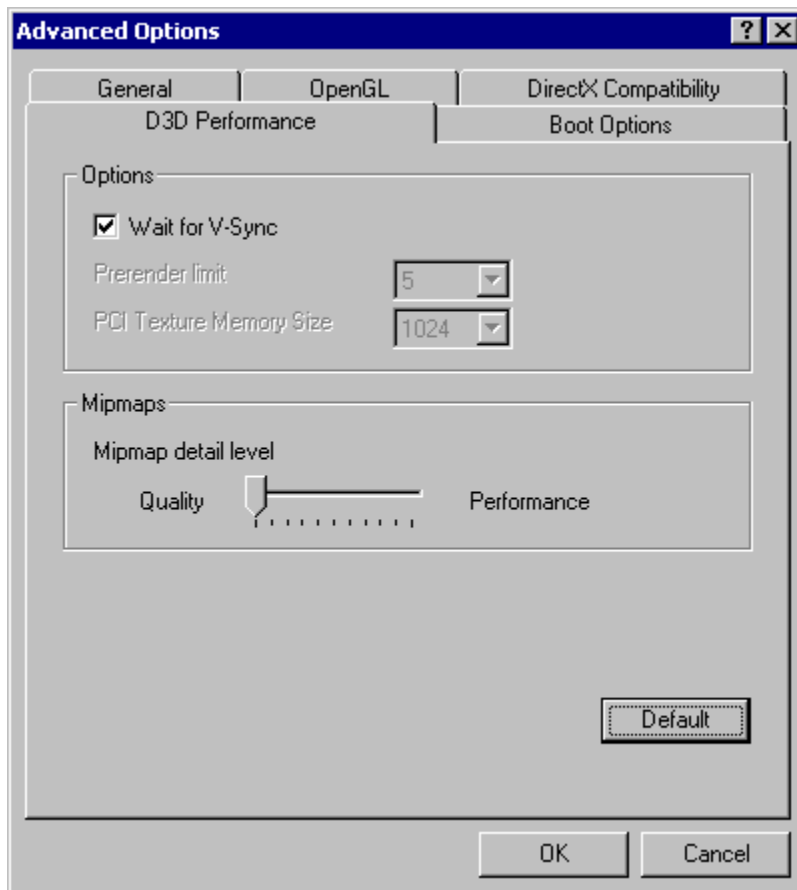 Advanced Options
General OpenGL DirectX Compatibility
D3D Performance Boot Options
Options
Wait for V-Sync
Prerender limit 5
PCI Texture Memory Size 1024
Mipmaps
Mipmap detail level
Quality Performance
Default
OK Cancel